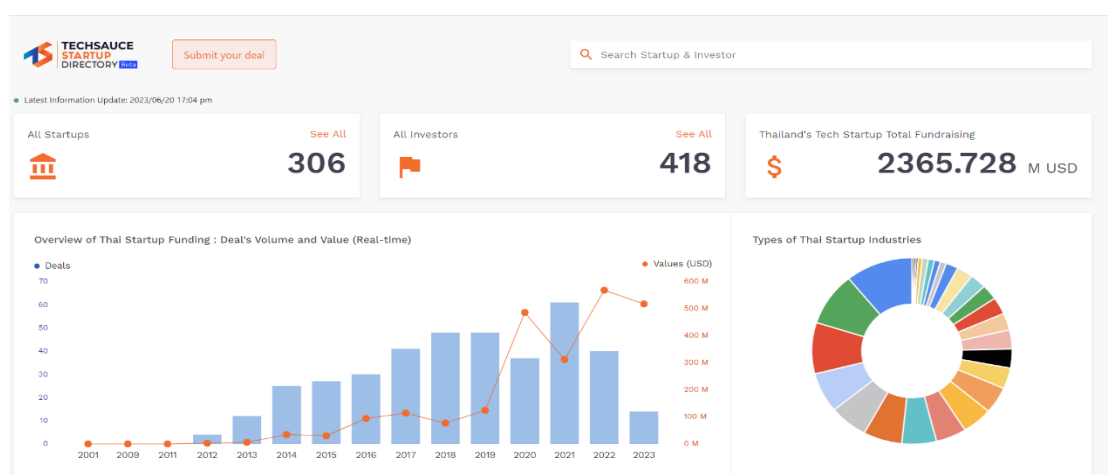 TECHSAUCE
STARTUP
DIRECTORY Beta
Submit your deal
Search Startup & Investor
Latest Information Update: 2023/06/20 17:04 pm
All Startups
See All
306
All Investors
See All
418
Thailand's Tech Startup Total Fundraising
$ 2365.728 M USD
Overview of Thai Startup Funding : Deal's Volume and Value (Real-time)
Deals
Values (USD)
70
60
50
40
30
20
10
0
600 M
500 M
400 M
300 M
200 M
100 M
0 M
2001 2009 2011 2012 2013 2014 2015 2016 2017 2018 2019 2020 2021 2022 2023
Types of Thai Startup Industries